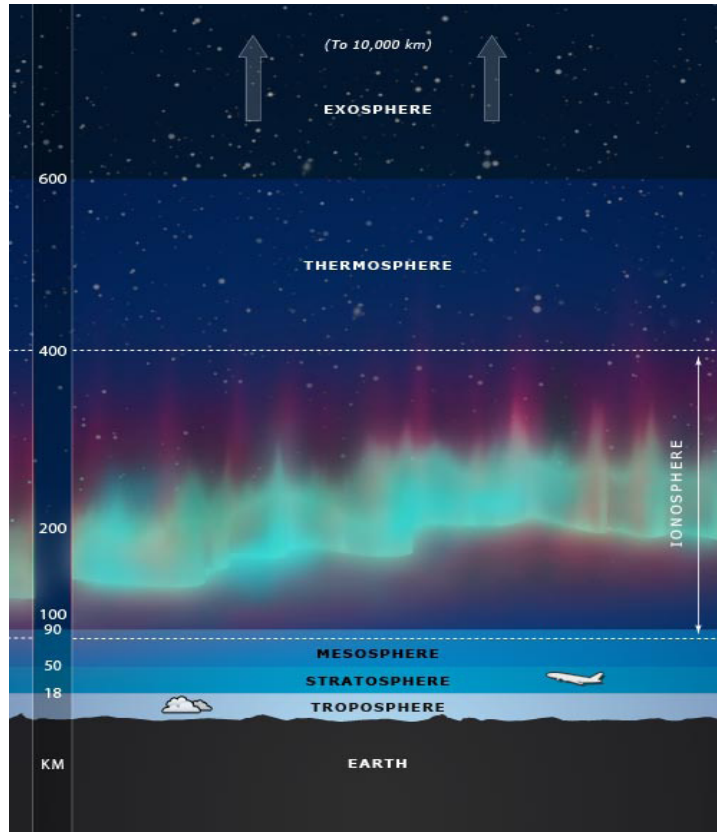 (To 10,000 km)
EXOSPHERE
600
THERMOSPHERE
400
IONOSPHERE
200
100
90
MESOSPHERE
50
STRATOSPHERE
18
TROPOSPHERE
KM
EARTH